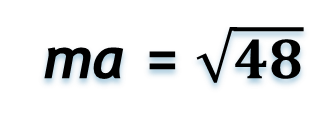 ma = √48